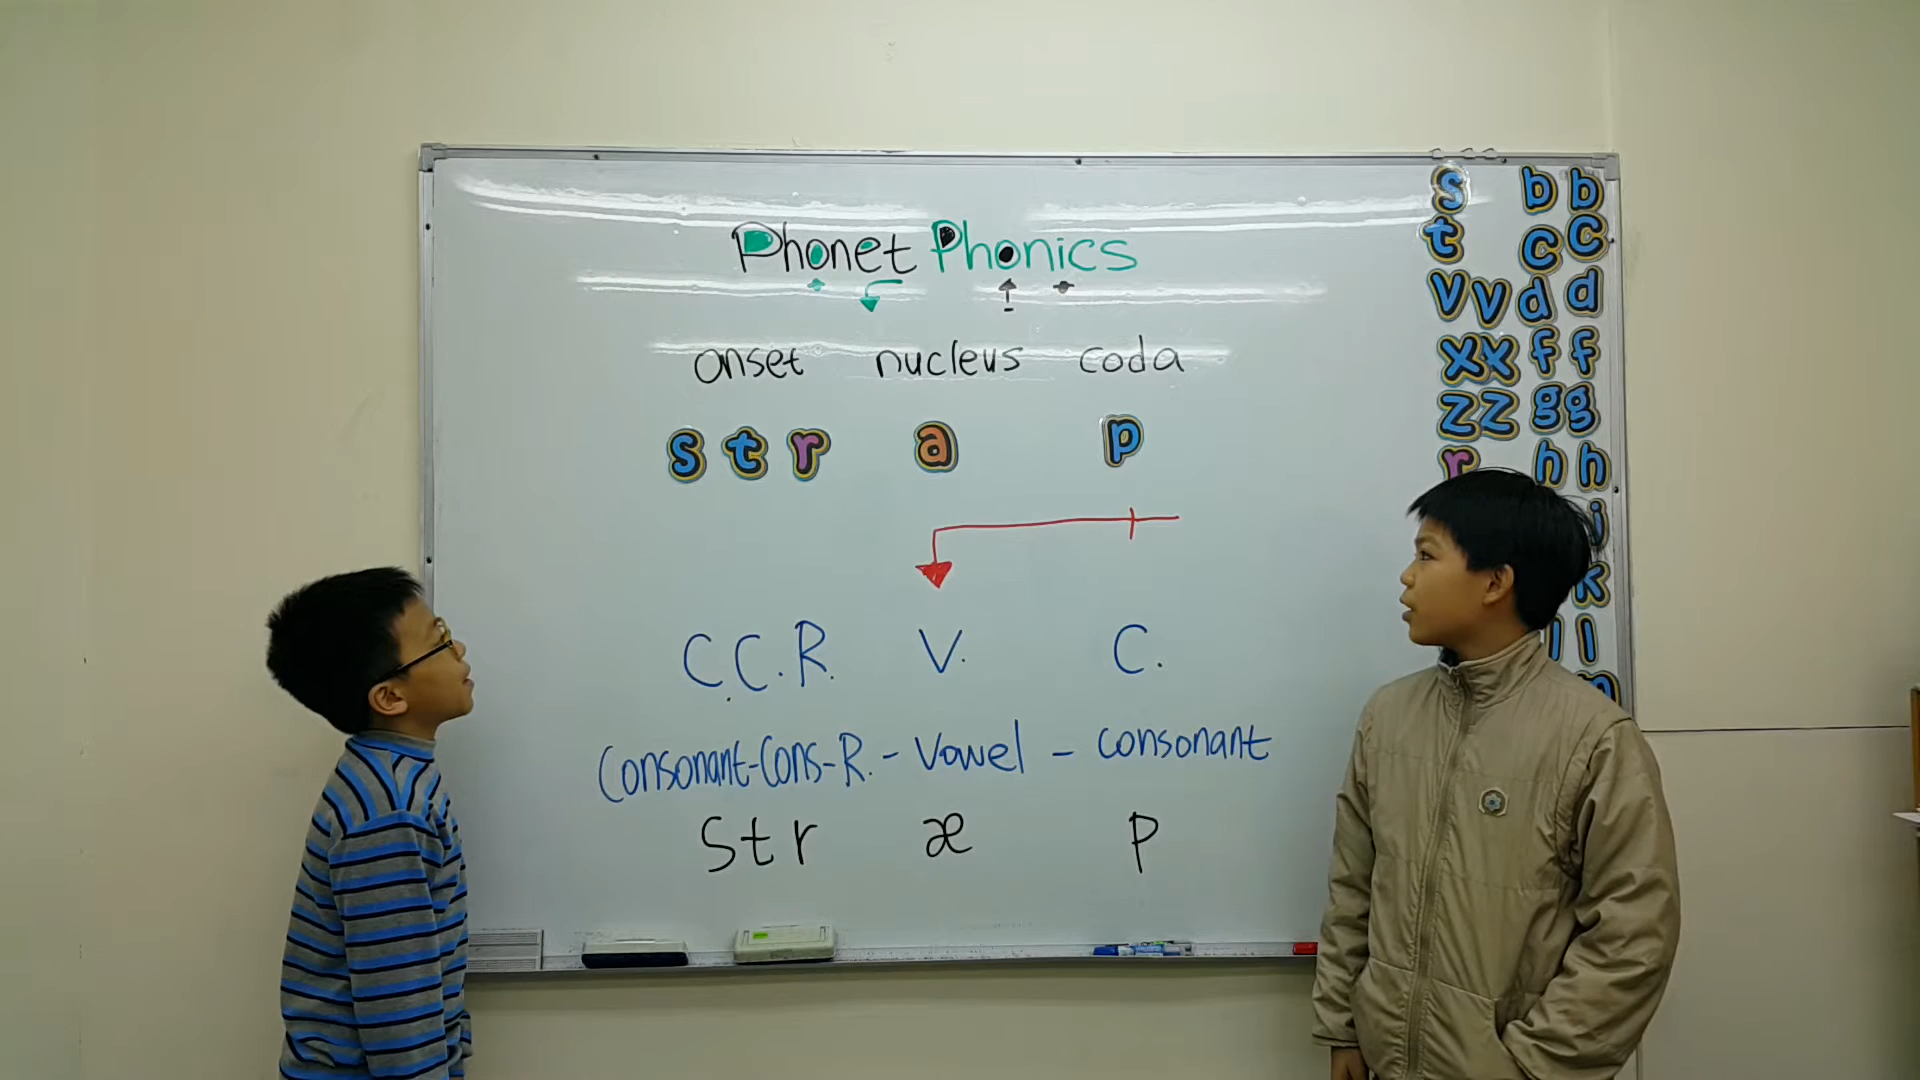 Phonet Phonics
onset nucleus coda
s t r a p
C.C.R. V. C.
Consonant-Cons-R. - Vowel - consonant
str æ p
s b b
t c c
v v d d
x x f f
z z g g
r h h
j
k
l l